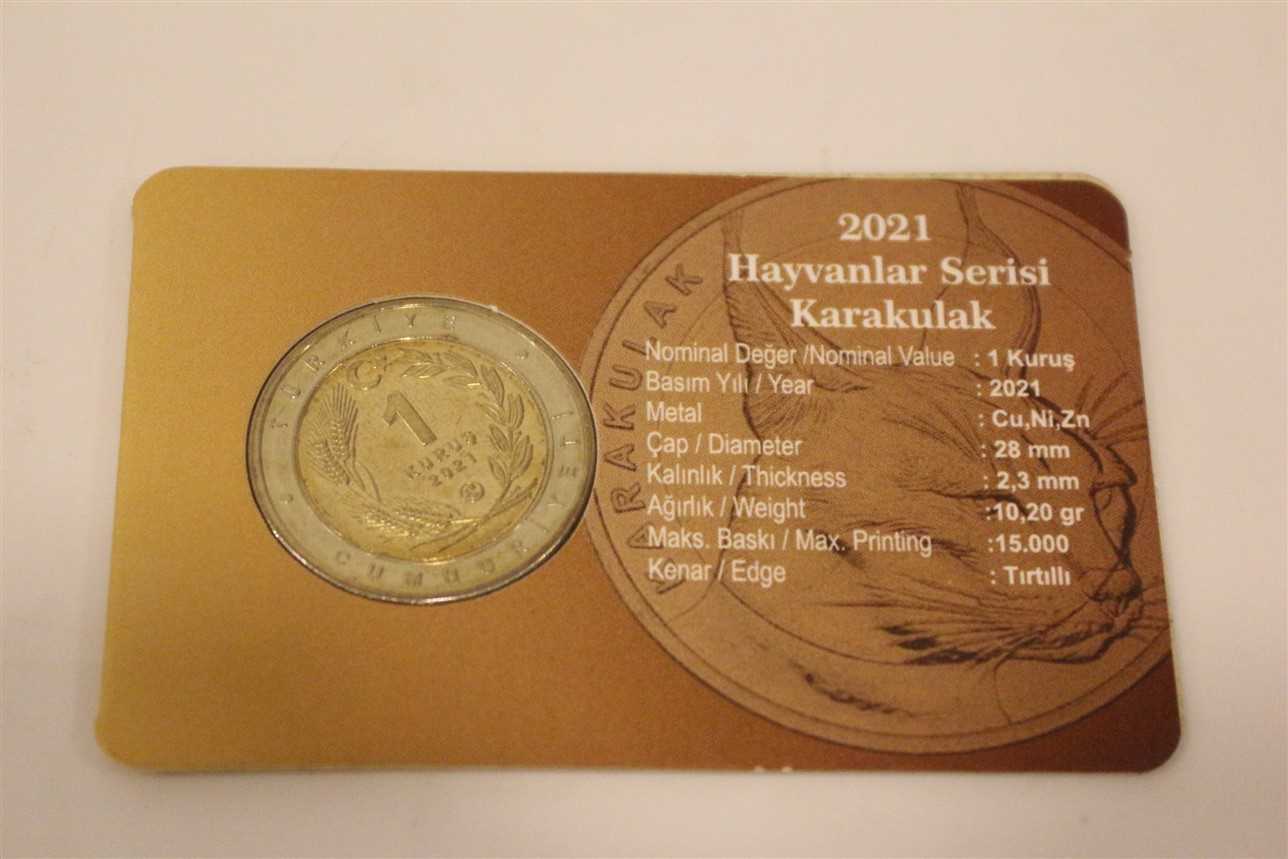 2021
Hayvanlar Serisi
Karakulak
Nominal Değer /Nominal Value : 1 Kuruş
Basım Yılı / Year : 2021
Metal : Cu,Ni,Zn
Çap / Diameter : 28 mm
Kalınlık / Thickness : 2,3 mm
Ağırlık / Weight :10,20 gr
Maks. Baskı / Max. Printing :15.000
Kenar / Edge : Tırtıllı
KARAKULAK
TÜRKİYE
CUMHURİYETİ
1
KURUŞ
2021